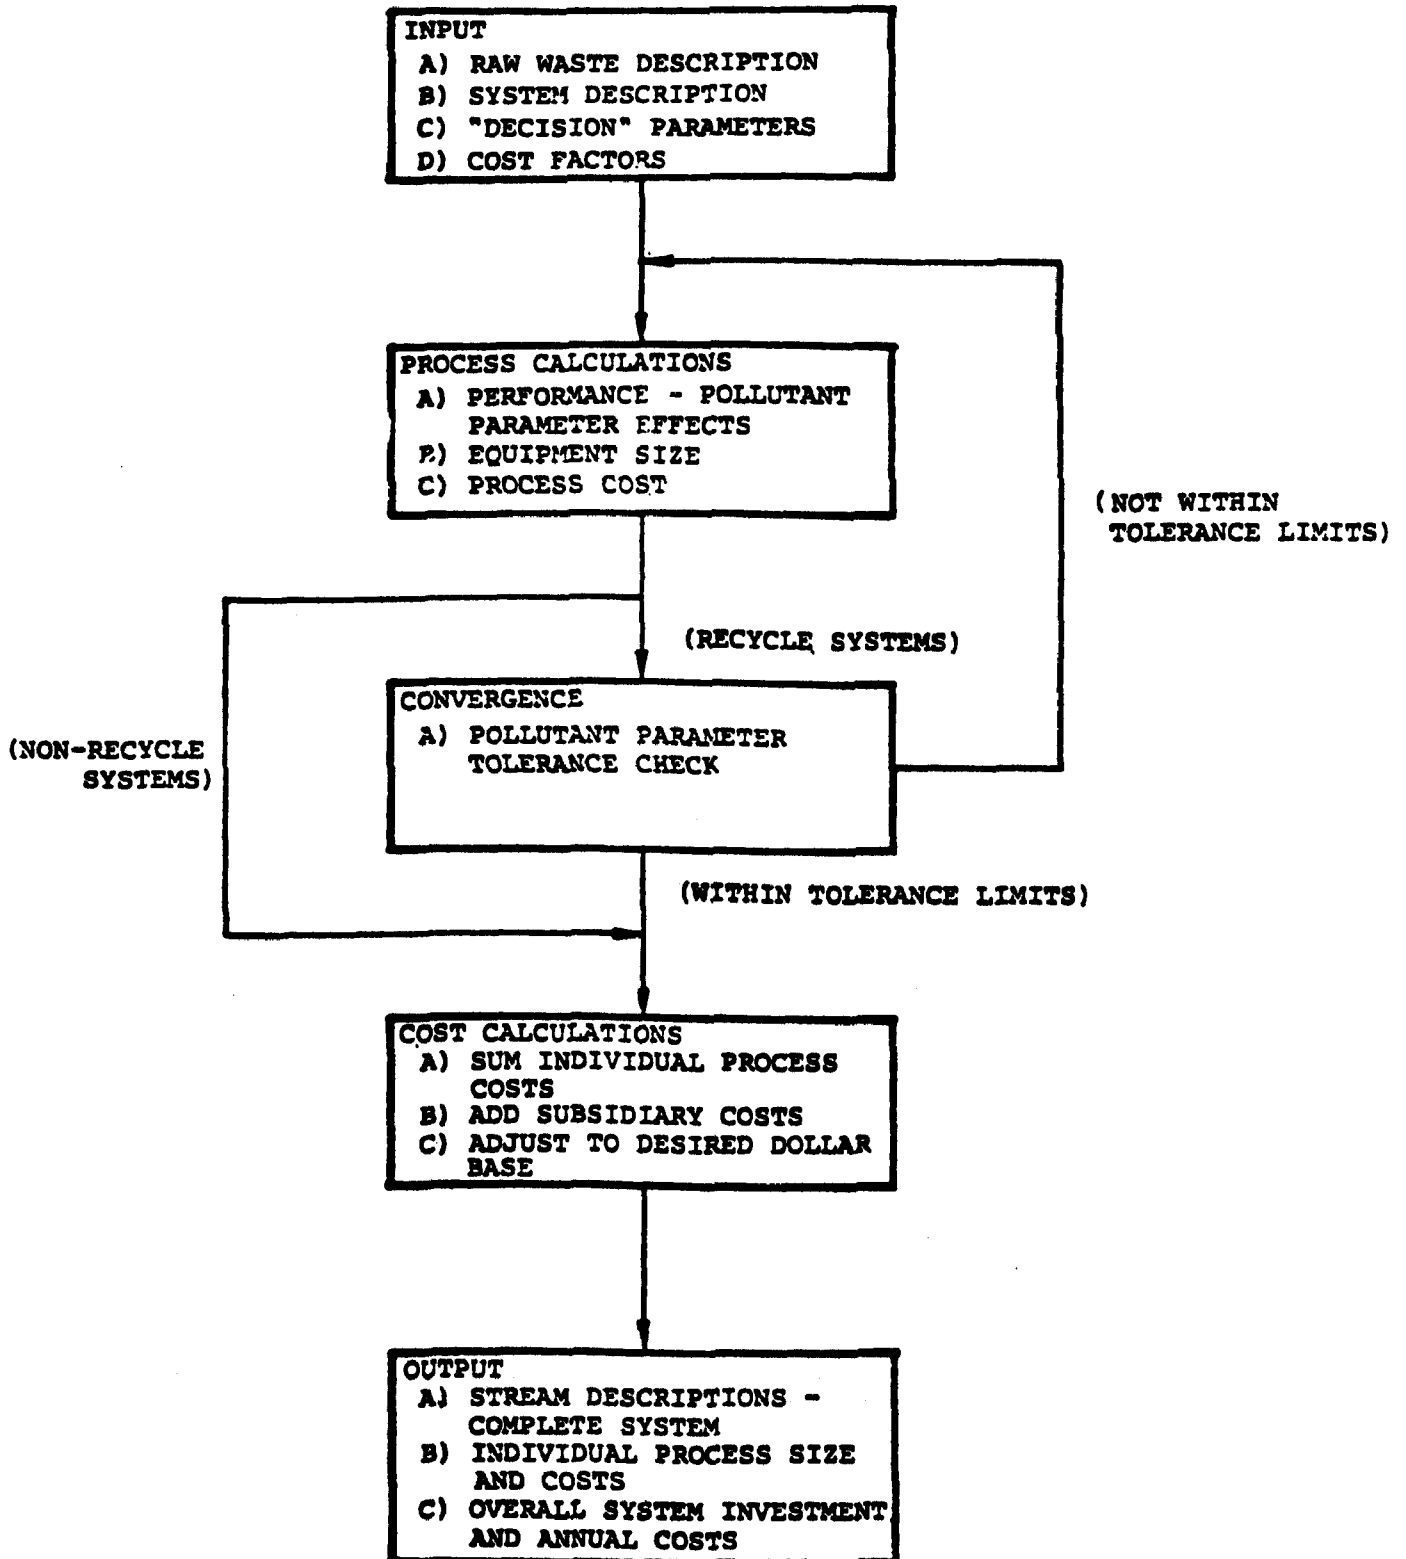 INPUT
A) RAW WASTE DESCRIPTION
B) SYSTEM DESCRIPTION
C) "DECISION" PARAMETERS
D) COST FACTORS
PROCESS CALCULATIONS
A) PERFORMANCE - POLLUTANT
PARAMETER EFFECTS
B) EQUIPMENT SIZE
C) PROCESS COST
(NOT WITHIN
TOLERANCE LIMITS)
(RECYCLE SYSTEMS)
CONVERGENCE
A) POLLUTANT PARAMETER
TOLERANCE CHECK
(NON-RECYCLE
SYSTEMS)
(WITHIN TOLERANCE LIMITS)
COST CALCULATIONS
A) SUM INDIVIDUAL PROCESS
COSTS
B) ADD SUBSIDIARY COSTS
C) ADJUST TO DESIRED DOLLAR
BASE
OUTPUT
A) STREAM DESCRIPTIONS -
COMPLETE SYSTEM
B) INDIVIDUAL PROCESS SIZE
AND COSTS
C) OVERALL SYSTEM INVESTMENT
AND ANNUAL COSTS